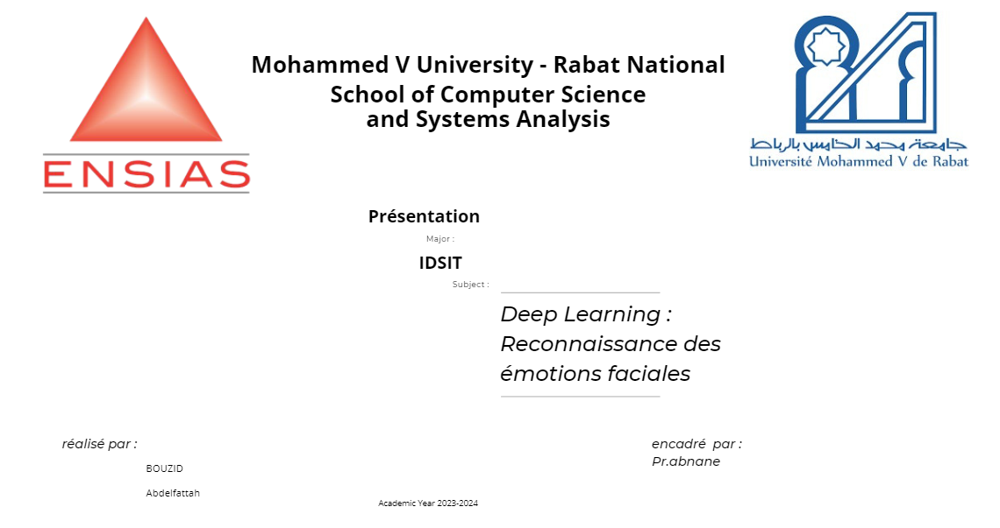 Mohammed V University - Rabat National
School of Computer Science
and Systems Analysis
ENSIAS
جامعة محمد الخامس بالرباط
Université Mohammed V de Rabat
Présentation
Major :
IDSIT
Subject :
Deep Learning :
Reconnaissance des
émotions faciales
réalisé par :
BOUZID
Abdelfattah
encadré par :
Pr.abnane
Academic Year 2023-2024